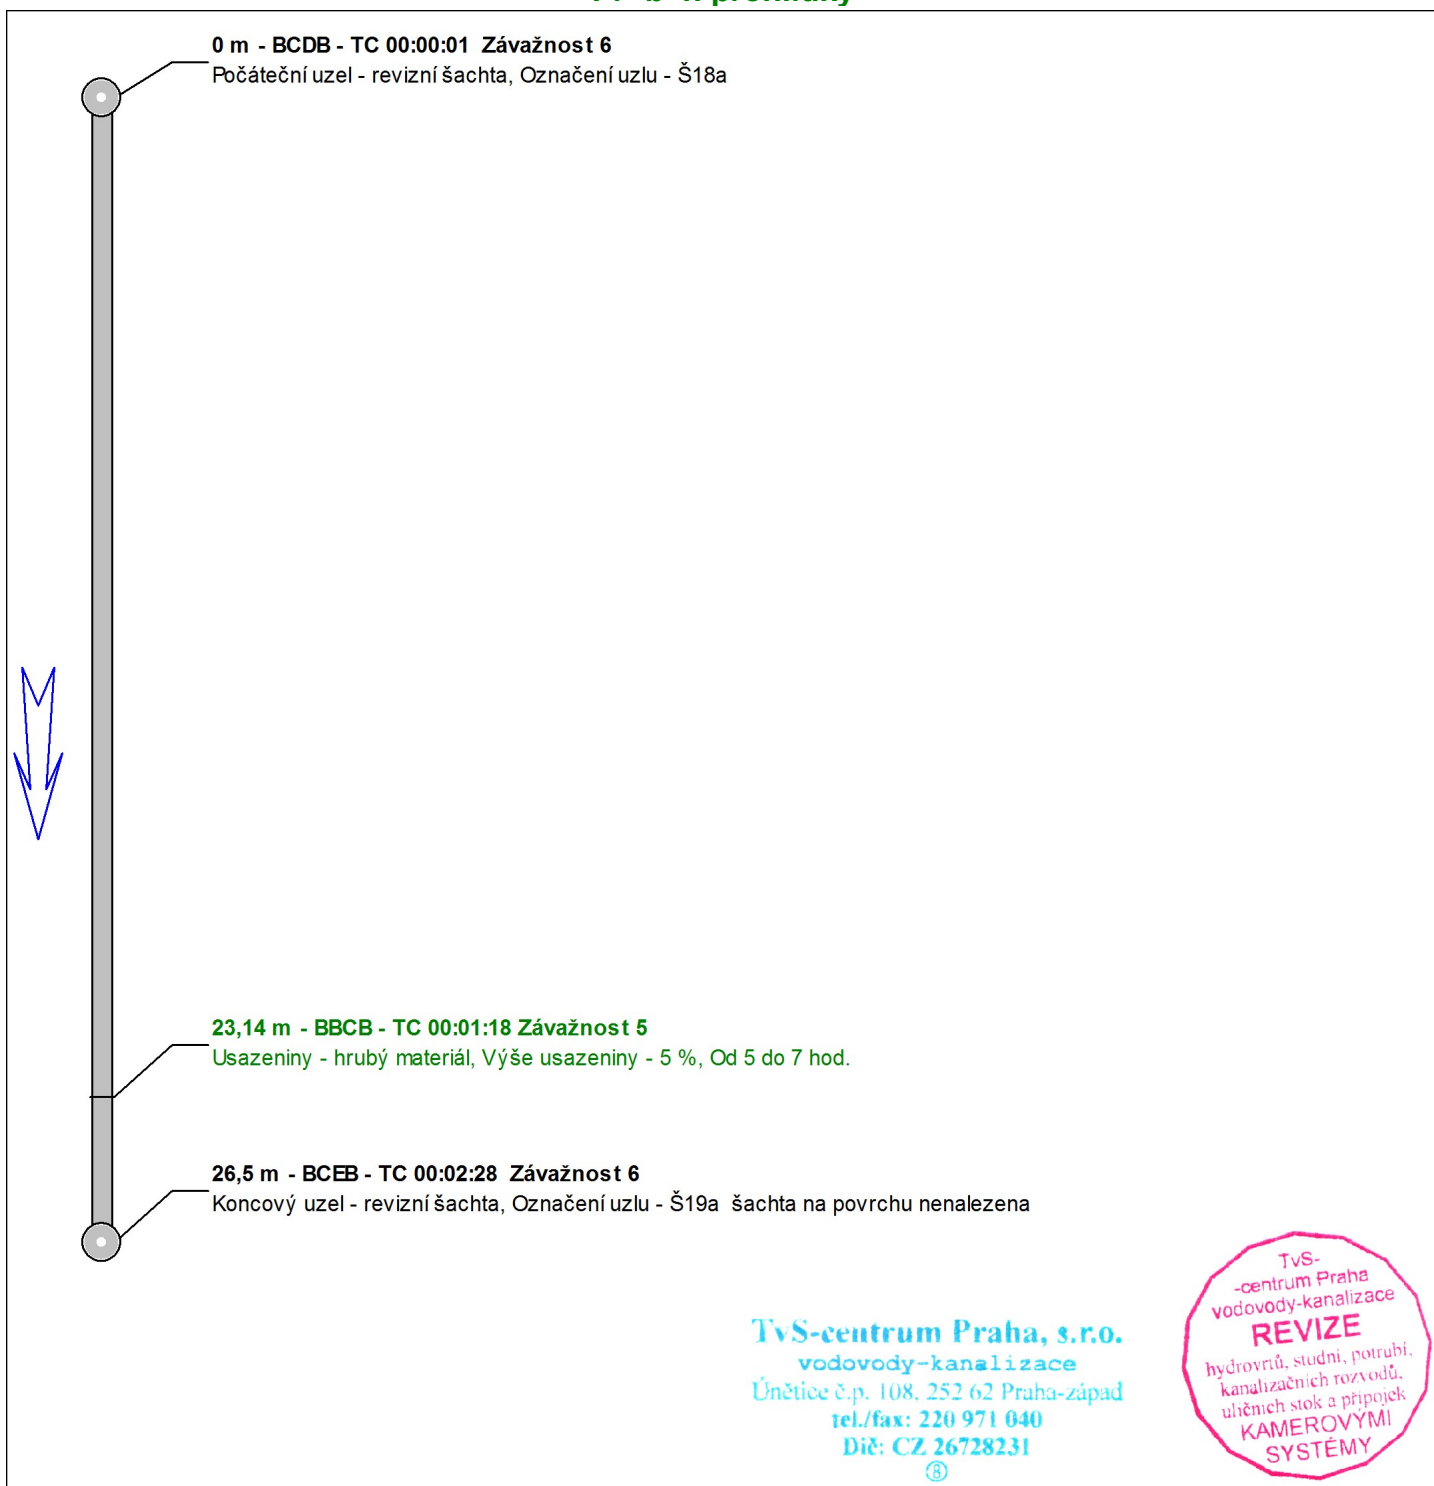 0 m - BCDB - TC 00:00:01 Závažnost 6
Počáteční uzel - revizní šachta, Označení uzlu - Š18a
23,14 m - BBCB - TC 00:01:18 Závažnost 5
Usazeniny - hrubý materiál, Výše usazeniny - 5 %, Od 5 do 7 hod.
26,5 m - BCEB - TC 00:02:28 Závažnost 6
Koncový uzel - revizní šachta, Označení uzlu - Š19a šachta na povrchu nenalezena
TvS-centrum Praha, s.r.o.
vodovody-kanalizace
Únětice č.p. 108, 252 62 Praha-západ
tel./fax: 220 971 040
Dič: CZ 26728231
8
TvS-
-centrum Praha
vodovody-kanalizace
REVIZE
hydrovrtů, studní, potrubí,
kanalizačních rozvodů,
uličních stok a přípojek
KAMEROVÝMI
SYSTÉMY